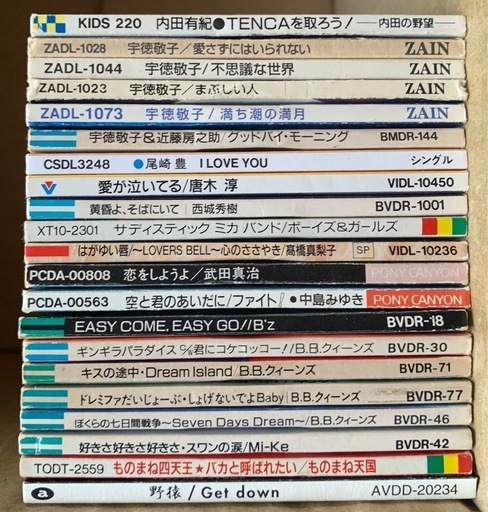 KIDS 220 内田有紀●TENCAを取ろう！ー内田の野望ー
ZADL-1028 宇徳敬子/愛さずにはいられない ZAIN
ZADL-1044 宇徳敬子/不思議な世界 ZAIN
ZADL-1023 宇徳敬子/まぶしい人 ZAIN
ZADL-1073 宇徳敬子/満ち潮の満月 ZAIN
宇徳敬子&近藤房之助/グッドバイ・モーニング BMDR-144
CSDL3248 ●尾崎 豊 I LOVE YOU シングル
愛が泣いてる/唐木 淳 VIDL-10450
黄昏よ、そばにいて｜西城秀樹 BVDR-1001
XT10-2301 サディスティック ミカ バンド/ボーイズ&ガールズ
はがゆい唇/〜LOVERS BELL〜心のささやき/髙橋真梨子 SP VIDL-10236
PCDA-00808 恋をしようよ/武田真治 PONY CANYON
PCDA-00563 空と君のあいだに/ファイト！●中島みゆき PONY CANYON
EASY COME, EASY GO!/B'z BVDR-18
ギンギラパラダイス c/w君にコケコッコー!/B.B.クィーンズ BVDR-30
キスの途中・Dream Island/B.B.クィーンズ BVDR-71
ドレミファだいじょーぶ・しょげないでよBaby｜B.B.クィーンズ BVDR-77
ぼくらの七日間戦争〜Seven Days Dream〜/B.B.クィーンズ BVDR-46
好きさ好きさ好きさ・スワンの涙/Mi-Ke BVDR-42
TODT-2559 ものまね四天王★バカと呼ばれたい/ものまね天国
a 野猿/Get down AVDD-20234